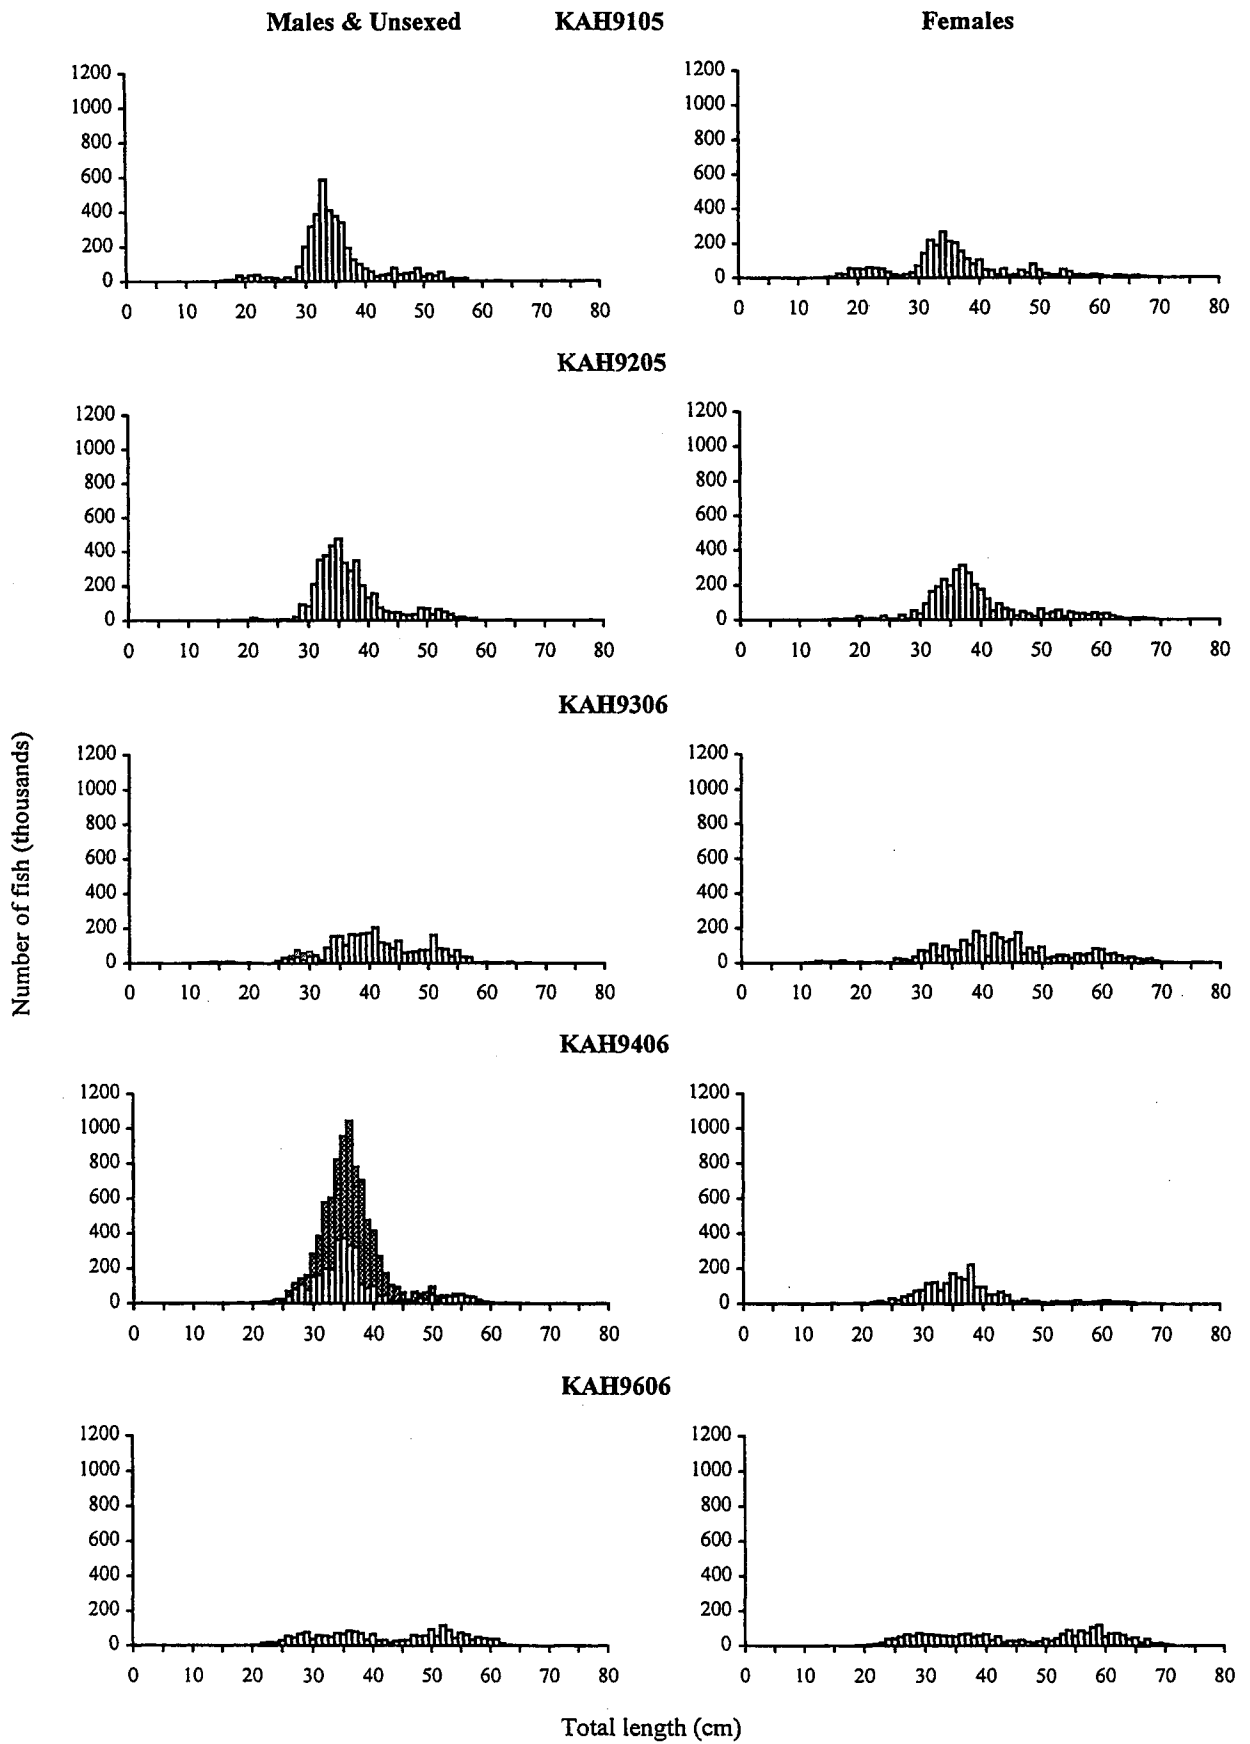 Males & Unsexed KAH9105 Females
1200 1200
1000 1000
800 800
600 600
400 400
200 200
0 0
0 10 20 30 40 50 60 70 80 0 10 20 30 40 50 60 70 80
KAH9205
1200 1200
1000 1000
800 800
600 600
400 400
200 200
0 0
0 10 20 30 40 50 60 70 80 0 10 20 30 40 50 60 70 80
KAH9306
1200 1200
1000 1000
800 800
600 600
400 400
200 200
0 0
0 10 20 30 40 50 60 70 80 0 10 20 30 40 50 60 70 80
Number of fish (thousands)
KAH9406
1200 1200
1000 1000
800 800
600 600
400 400
200 200
0 0
0 10 20 30 40 50 60 70 80 0 10 20 30 40 50 60 70 80
KAH9606
1200 1200
1000 1000
800 800
600 600
400 400
200 200
0 0
0 10 20 30 40 50 60 70 80 0 10 20 30 40 50 60 70 80
Total length (cm)